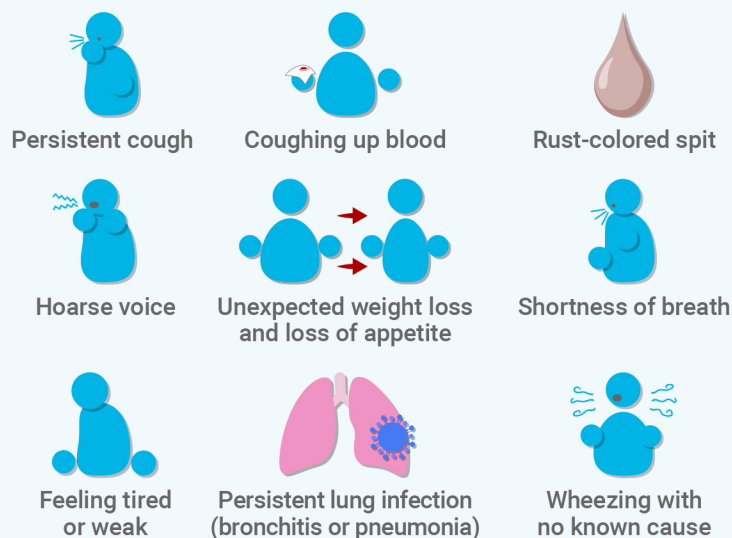 Persistent cough
Coughing up blood
Rust-colored spit
Hoarse voice
Unexpected weight loss
and loss of appetite
Shortness of breath
Feeling tired
or weak
Persistent lung infection
(bronchitis or pneumonia)
Wheezing with
no known cause